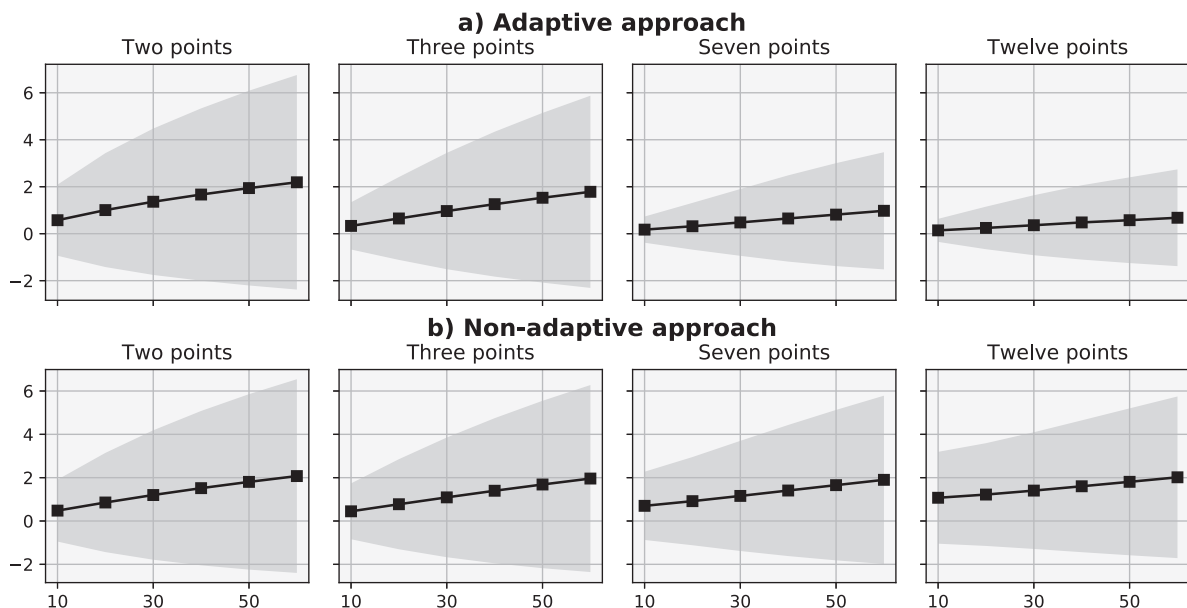 a) Adaptive approach
Two points Three points Seven points Twelve points
6
4
2
0
−2
b) Non-adaptive approach
Two points Three points Seven points Twelve points
6
4
2
0
−2
10 30 50 10 30 50 10 30 50 10 30 50